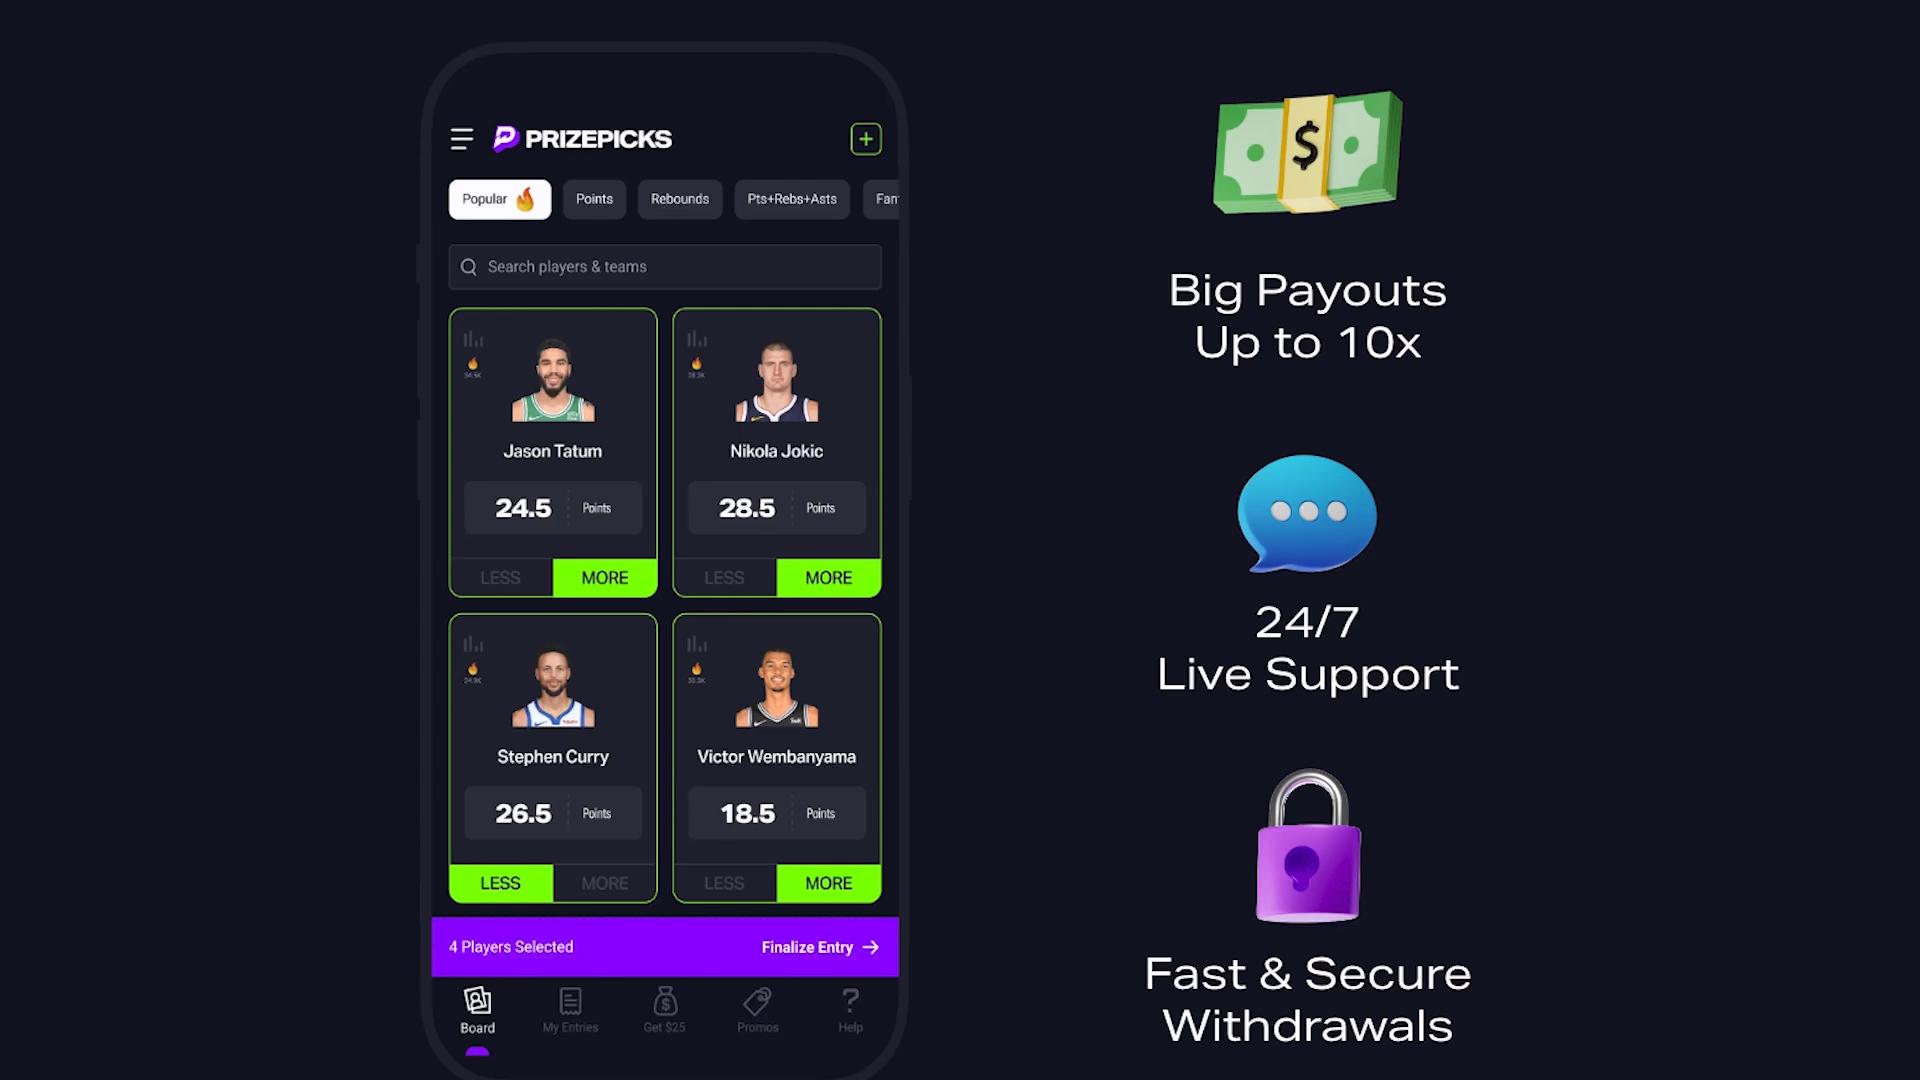 PRIZEPICKS
Popular
Points
Rebounds
Pts+Rebs+Asts
Search players & teams
Jason Tatum
24.5 Points
LESS MORE
Nikola Jokic
28.5 Points
LESS MORE
Stephen Curry
26.5 Points
LESS MORE
Victor Wembanyama
18.5 Points
LESS MORE
4 Players Selected
Finalize Entry
Board
My Entries
Get $25
Promos
Help
$
Big Payouts
Up to 10x
24/7
Live Support
Fast & Secure
Withdrawals